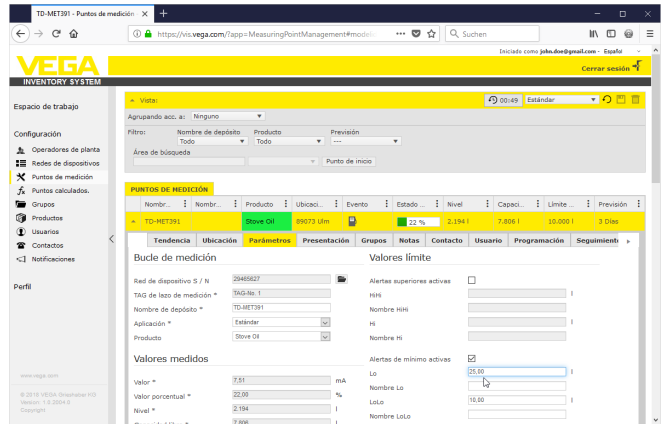 TD-MET391 - Puntos de medición
https://via.vega.com/?app=MeasuringPointManagement#model
Suchen
Iniciado como john.doe@gmail.com - Español
Cerrar sesión
VEGA
INVENTORY SYSTEM
Espacio de trabajo
Configuración
Operadores de planta
Redes de dispositivos
Puntos de medición
Puntos calculados.
Grupos
Productos
Usuarios
Contactos
Notificaciones
Perfil
www.vega.com
© 2018 VEGA Grieshaber KG
Copyright
Vista:
00:49
Estándar
Agrupando acc. a: Ninguno
Filtro: Nombre de depósito Producto Previsión
Todo Todo ---
Área de búsqueda
Punto de inicio
PUNTOS DE MEDICIÓN
Nombr... Nombr... Producto Ubicaci... Evento Estado ... Nivel Capaci... Límite ... Previsión
TD-MET391 Stove Oil 89073 Ulm 22 % 2.194 l 7.806 l 10.000 l 3 Días
Tendencia Ubicación Parámetros Presentación Grupos Notas Contacto Usuario Programación Seguimiento
Bucle de medición
Red de dispositivo S / N 29465827
TAG de lazo de medición * TAG-No. 1
Nombre de depósito * TD-MET391
Aplicación * Estándar
Producto Stove Oil
Valores medidos
Valor * 7,51 mA
Valor porcentual * 22,00 %
Nivel * 2.194 l
7.806 l
Valores límite
Alertas superiores activas
HiHi l
Nombre HiHi
Hi l
Nombre Hi
Alertas de mínimo activas
Lo 25,00 l
Nombre Lo
LoLo 10,00 l
Nombre LoLo